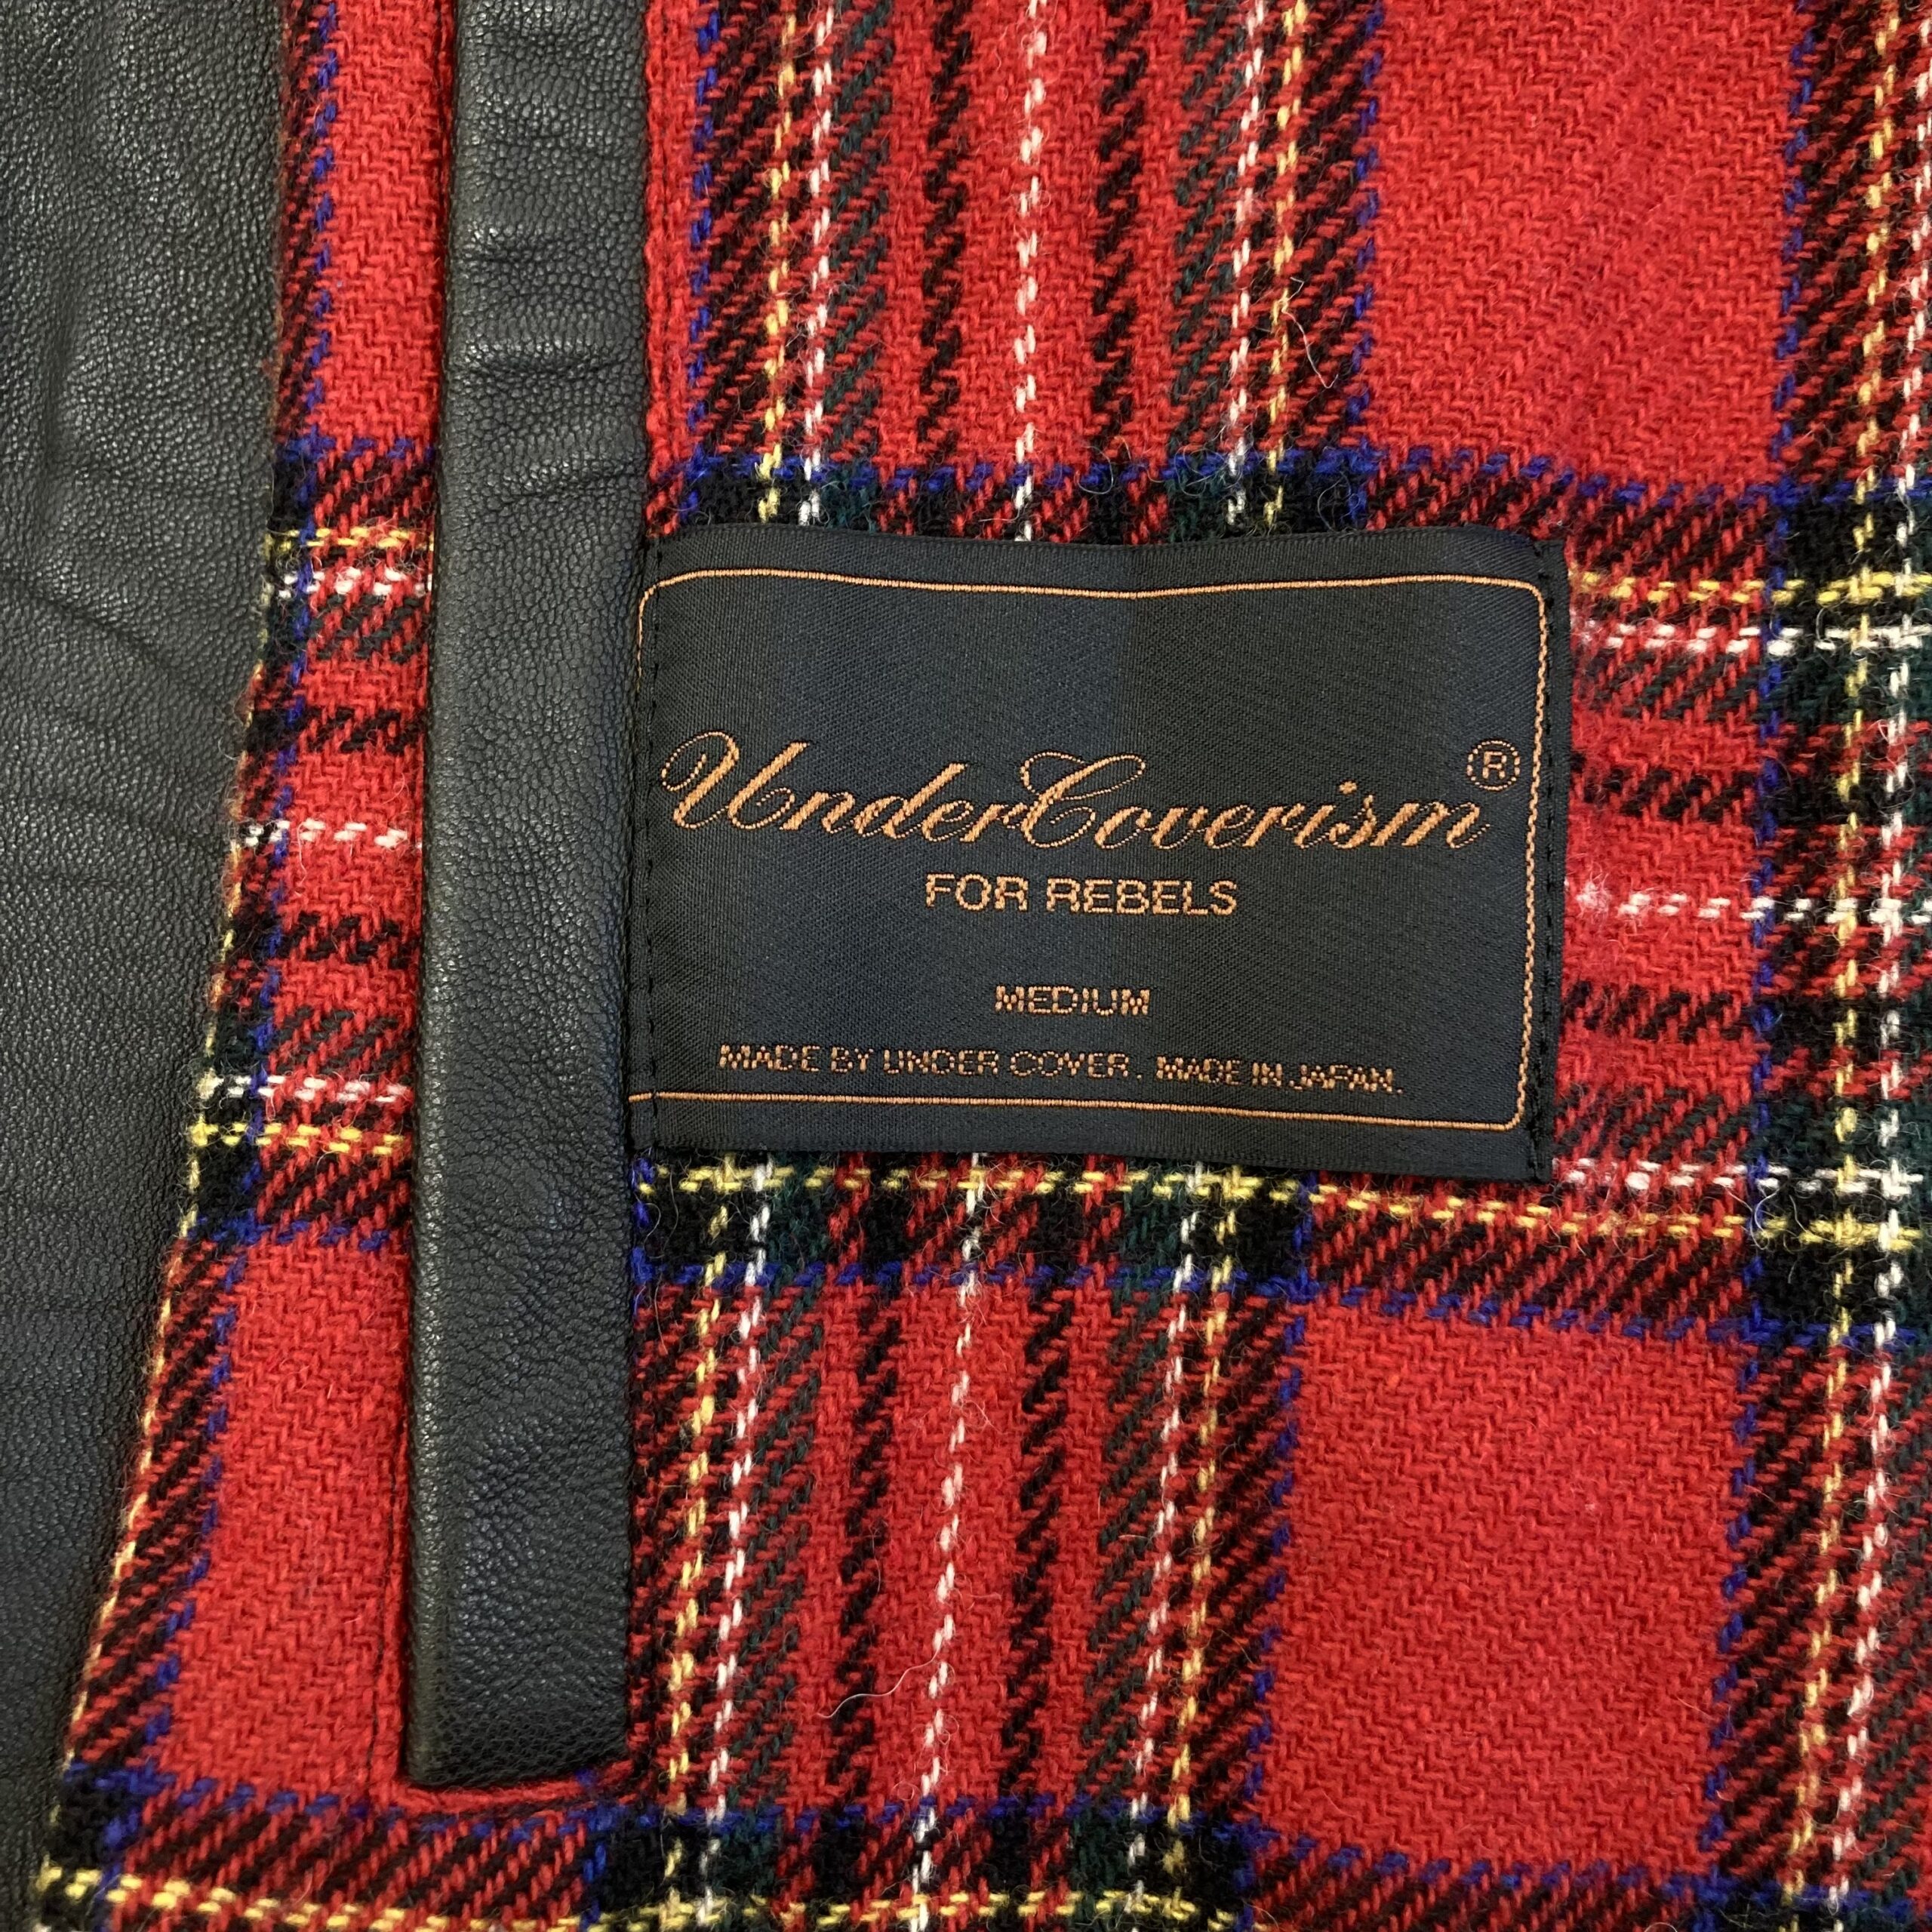 UnderCoverism®
FOR REBELS
MEDIUM
MADE BY UNDER COVER. MADE IN JAPAN.